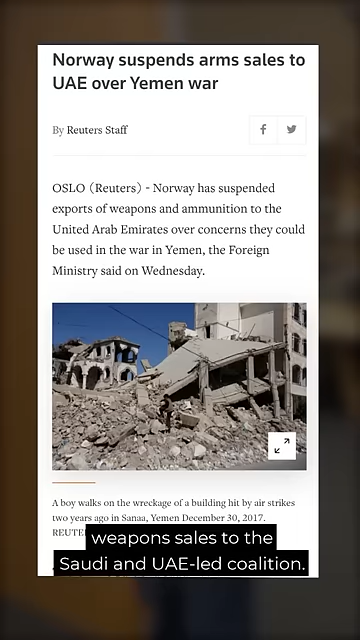 Norway suspends arms sales to
UAE over Yemen war
By Reuters Staff
OSLO (Reuters) - Norway has suspended
exports of weapons and ammunition to the
United Arab Emirates over concerns they could
be used in the war in Yemen, the Foreign
Ministry said on Wednesday.
A boy walks on the wreckage of a building hit by air strikes
two years ago in Sanaa, Yemen December 30, 2017.
weapons sales to the
Saudi and UAE-led coalition.